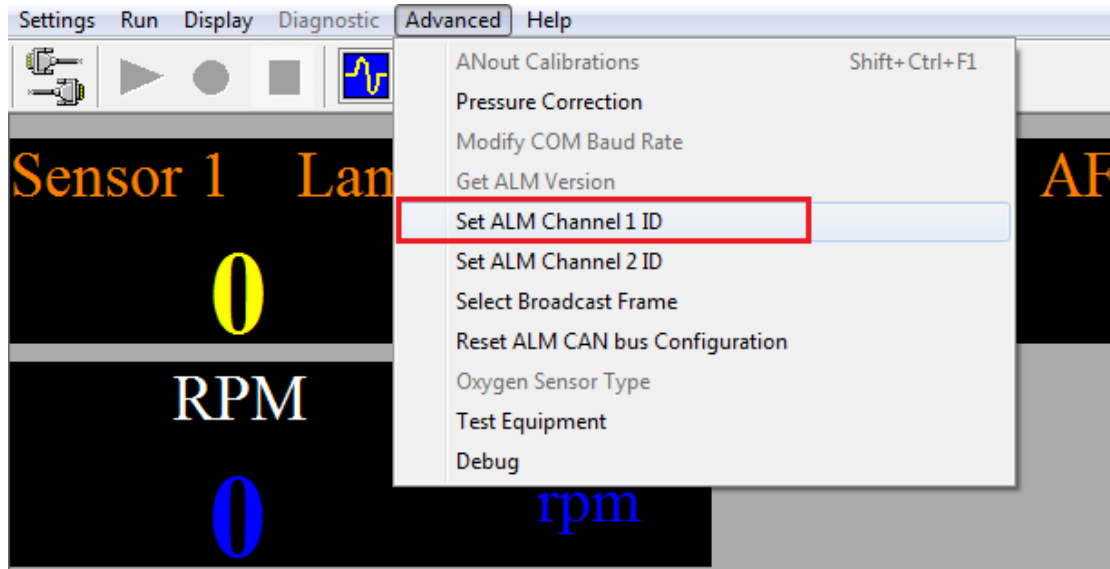 Settings Run Display Diagnostic Advanced Help
ANout Calibrations Shift+Ctrl+F1
Pressure Correction
Modify COM Baud Rate
Get ALM Version
Set ALM Channel 1 ID
Set ALM Channel 2 ID
Select Broadcast Frame
Reset ALM CAN bus Configuration
Oxygen Sensor Type
Test Equipment
Debug
Sensor 1 Lam AF
0
RPM
0 rpm